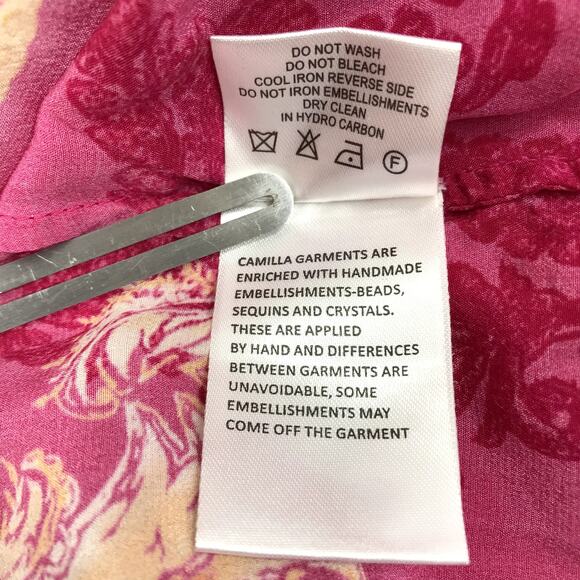 DO NOT WASH
DO NOT BLEACH
COOL IRON REVERSE SIDE
DO NOT IRON EMBELLISHMENTS
DRY CLEAN
IN HYDRO CARBON
F
CAMILLA GARMENTS ARE
ENRICHED WITH HANDMADE
EMBELLISHMENTS-BEADS,
SEQUINS AND CRYSTALS.
THESE ARE APPLIED
BY HAND AND DIFFERENCES
BETWEEN GARMENTS ARE
UNAVOIDABLE, SOME
EMBELLISHMENTS MAY
COME OFF THE GARMENT